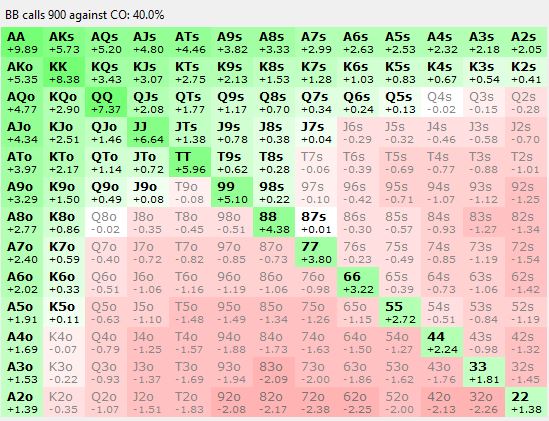 BB calls 900 against CO: 40.0%
AA AKs AQs AJs ATs A9s A8s A7s A6s A5s A4s A3s A2s
+9.89 +5.73 +5.20 +4.80 +4.46 +3.82 +3.33 +2.99 +2.63 +2.53 +2.32 +2.18 +2.05
AKo KK KQs KJs KTs K9s K8s K7s K6s K5s K4s K3s K2s
+5.35 +8.38 +3.43 +3.07 +2.75 +2.13 +1.53 +1.28 +1.03 +0.83 +0.67 +0.54 +0.41
AQo KQo QQ QJs QTs Q9s Q8s Q7s Q6s Q5s Q4s Q3s Q2s
+4.77 +2.90 +7.37 +2.08 +1.77 +1.17 +0.70 +0.34 +0.24 +0.13 -0.02 -0.15 -0.28
AJo KJo QJo JJ JTs J9s J8s J7s J6s J5s J4s J3s J2s
+4.34 +2.51 +1.46 +6.64 +1.38 +0.78 +0.38 +0.04 -0.29 -0.32 -0.46 -0.58 -0.70
ATo KTo QTo JTo TT T9s T8s T7s T6s T5s T4s T3s T2s
+3.97 +2.17 +1.14 +0.72 +5.96 +0.62 +0.28 -0.06 -0.39 -0.69 -0.77 -0.88 -1.01
A9o K9o Q9o J9o T9o 99 98s 97s 96s 95s 94s 93s 92s
+3.29 +1.50 +0.49 +0.08 -0.08 +5.10 +0.22 -0.10 -0.42 -0.71 -1.07 -1.12 -1.25
A8o K8o Q8o J8o T8o 98o 88 87s 86s 85s 84s 83s 82s
+2.77 +0.86 -0.02 -0.35 -0.45 -0.51 +4.38 +0.01 -0.30 -0.57 -0.93 -1.27 -1.34
A7o K7o Q7o J7o T7o 97o 87o 77 76s 75s 74s 73s 72s
+2.40 +0.59 -0.40 -0.72 -0.82 -0.85 -0.73 +3.80 -0.23 -0.49 -0.85 -1.19 -1.54
A6o K6o Q6o J6o T6o 96o 86o 76o 66 65s 64s 63s 62s
+2.02 +0.33 -0.51 -1.06 -1.16 -1.19 -1.06 -0.98 +3.22 -0.39 -0.73 -1.06 -1.42
A5o K5o Q5o J5o T5o 95o 85o 75o 65o 55 54s 53s 52s
+1.91 +0.11 -0.63 -1.10 -1.48 -1.49 -1.34 -1.26 -1.15 +2.72 -0.51 -0.84 -1.19
A4o K4o Q4o J4o T4o 94o 84o 74o 64o 54o 44 43s 42s
+1.69 -0.07 -0.79 -1.25 -1.57 -1.88 -1.73 -1.63 -1.50 -1.27 +2.24 -0.98 -1.32
A3o K3o Q3o J3o T3o 93o 83o 73o 63o 53o 43o 33 32s
+1.53 -0.22 -0.93 -1.37 -1.69 -1.94 -2.09 -2.00 -1.86 -1.62 -1.76 +1.81 -1.45
A2o K2o Q2o J2o T2o 92o 82o 72o 62o 52o 42o 32o 22
+1.39 -0.35 -1.07 -1.51 -1.83 -2.08 -2.17 -2.38 -2.25 -2.00 -2.13 -2.26 +1.38